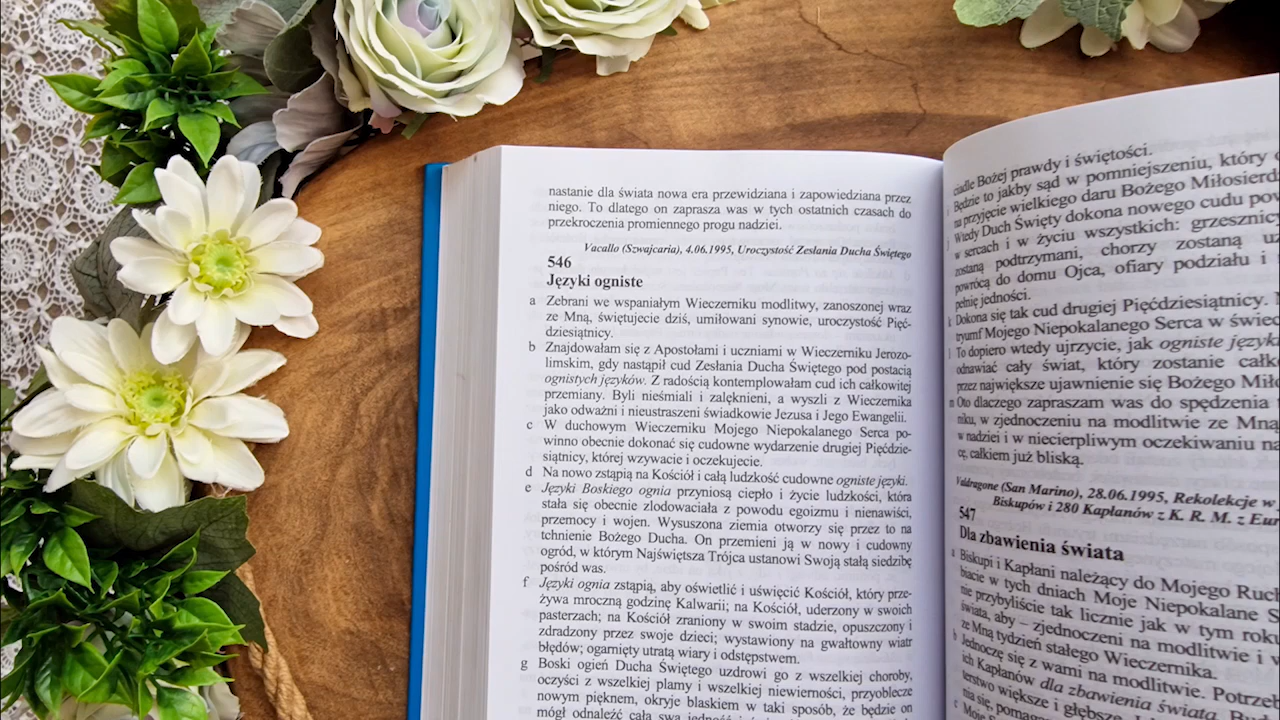 nastanie dla świata nowa era przewidziana i zapowiedziana przez
niego. To dlatego on zaprasza was w tych ostatnich czasach do
przekroczenia promiennego progu nadziei.
Vacallo (Szwajcaria), 4.06.1995, Uroczystość Zesłania Ducha Świętego
546
Języki ogniste
a Zebrani we wspaniałym Wieczerniku modlitwy, zanoszonej wraz
ze Mną, świętujecie dziś, umiłowani synowie, uroczystość Pięć-
dziesiątnicy.
b Znajdowałam się z Apostołami i uczniami w Wieczerniku Jerozo-
limskim, gdy nastąpił cud Zesłania Ducha Świętego pod postacią
ognistych języków. Z radością kontemplowałam cud ich całkowitej
przemiany. Byli nieśmiali i zalęknieni, a wyszli z Wieczernika
jako odważni i nieustraszeni świadkowie Jezusa i Jego Ewangelii.
c W duchowym Wieczerniku Mojego Niepokalanego Serca po-
winno obecnie dokonać się cudowne wydarzenie drugiej Pięćdzie-
siątnicy, której wzywacie i oczekujecie.
d Na nowo zstąpią na Kościół i całą ludzkość cudowne ogniste języki.
e Języki Boskiego ognia przyniosą ciepło i życie ludzkości, która
stała się obecnie zlodowaciała z powodu egoizmu i nienawiści,
przemocy i wojen. Wysuszona ziemia otworzy się przez to na
tchnienie Bożego Ducha. On przemieni ją w nowy i cudowny
ogród, w którym Najświętsza Trójca ustanowi Swoją stałą siedzibę
pośród was.
f Języki ognia zstąpią, aby oświetlić i uświęcić Kościół, który prze-
żywa mroczną godzinę Kalwarii; na Kościół, uderzony w swoich
pasterzach; na Kościół zraniony w swoim stadzie, opuszczony i
zdradzony przez swoje dzieci; wystawiony na gwałtowny wiatr
błędów; ogarnięty utratą wiary i odstępstwem.
g Boski ogień Ducha Świętego uzdrowi go z wszelkiej choroby,
oczyści z wszelkiej plamy i wszelkiej niewierności, przyoblecze
nowym pięknem, okryje blaskiem w taki sposób, że będzie on
mógł odnaleźć całą swą jedność i
ciadle Bożej prawdy i świętości.
Będzie to jakby sąd w pomniejszeniu, który
na przyjęcie wielkiego daru Bożego
Wtedy Duch Święty dokona nowego cudu
w sercach i w życiu wszystkich:
zostaną podtrzymani, chorzy zostaną
powrócą do domu Ojca, ofiary podziału i
pełnię jedności.
k Dokona się tak cud drugiej Pięćdziesiątnicy.
tryumf Mojego Niepokalanego Serca w
l To dopiero wtedy ujrzycie, jak ogniste
odnawiać cały świat, który zostanie
przez największe ujawnienie się Bożego
m Oto dlaczego zapraszam was do spędzenia
niku, w zjednoczeniu na modlitwie ze Mną
w nadziei i w niecierpliwym oczekiwaniu
cę, całkiem już bliską.
Valdragone (San Marino), 28.06.1995, Rekolekcje w
Biskupów i 280 Kapłanów z K. R. M. z
547
Dla zbawienia świata
a Biskupi i Kapłani należący do Mojego
biacie w tych dniach Moje Niepokalane
nie przybyliście tak licznie jak w tym
świata, aby – zjednoczeni na modlitwie i
ze Mną tydzień stałego Wieczernika.
b Jednoczę się z wami na modlitwie.
ich Kapłanów dla zbawienia świata.
terstwo większe i
nia się,
c Moje